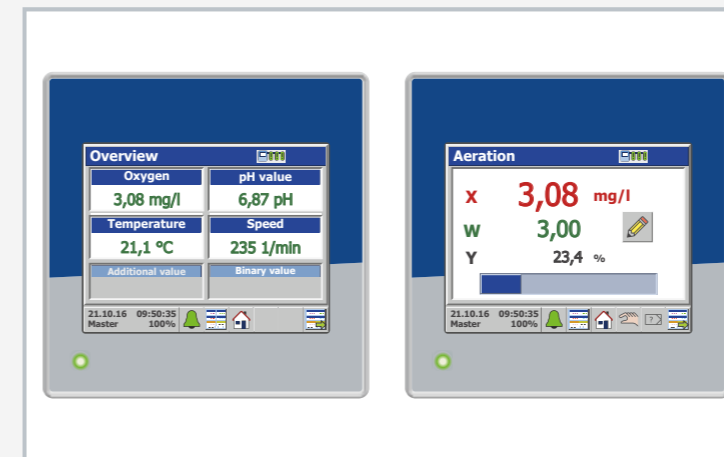 Overview
Oxygen
pH value
3,08 mg/l
6,87 pH
Temperature
Speed
21,1 °C
235 1/min
Additional value
Binary value
21.10.16 09:50:35
Master 100%
Aeration
X 3,08 mg/l
W 3,00
Y 23,4 %
21.10.16 09:50:35
Master 100%
?